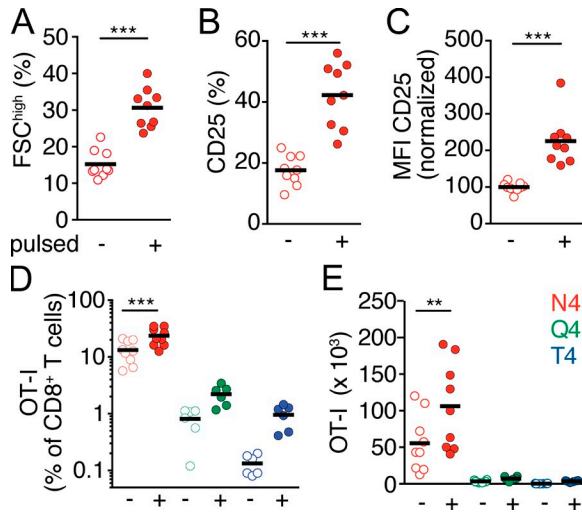 A
***
FSChigh (%)
50
40
30
20
10
0
pulsed - +
B
***
CD25 (%)
60
40
20
0
- +
C
***
MFI CD25
(normalized)
500
400
300
200
100
0
- +
D
***
OT-I
(% of CD8+ T cells)
100
10
1
0.1
- + - + - +
E
**
OT-I (x 10³)
250
200
150
100
50
0
- + - + - +
N4
Q4
T4